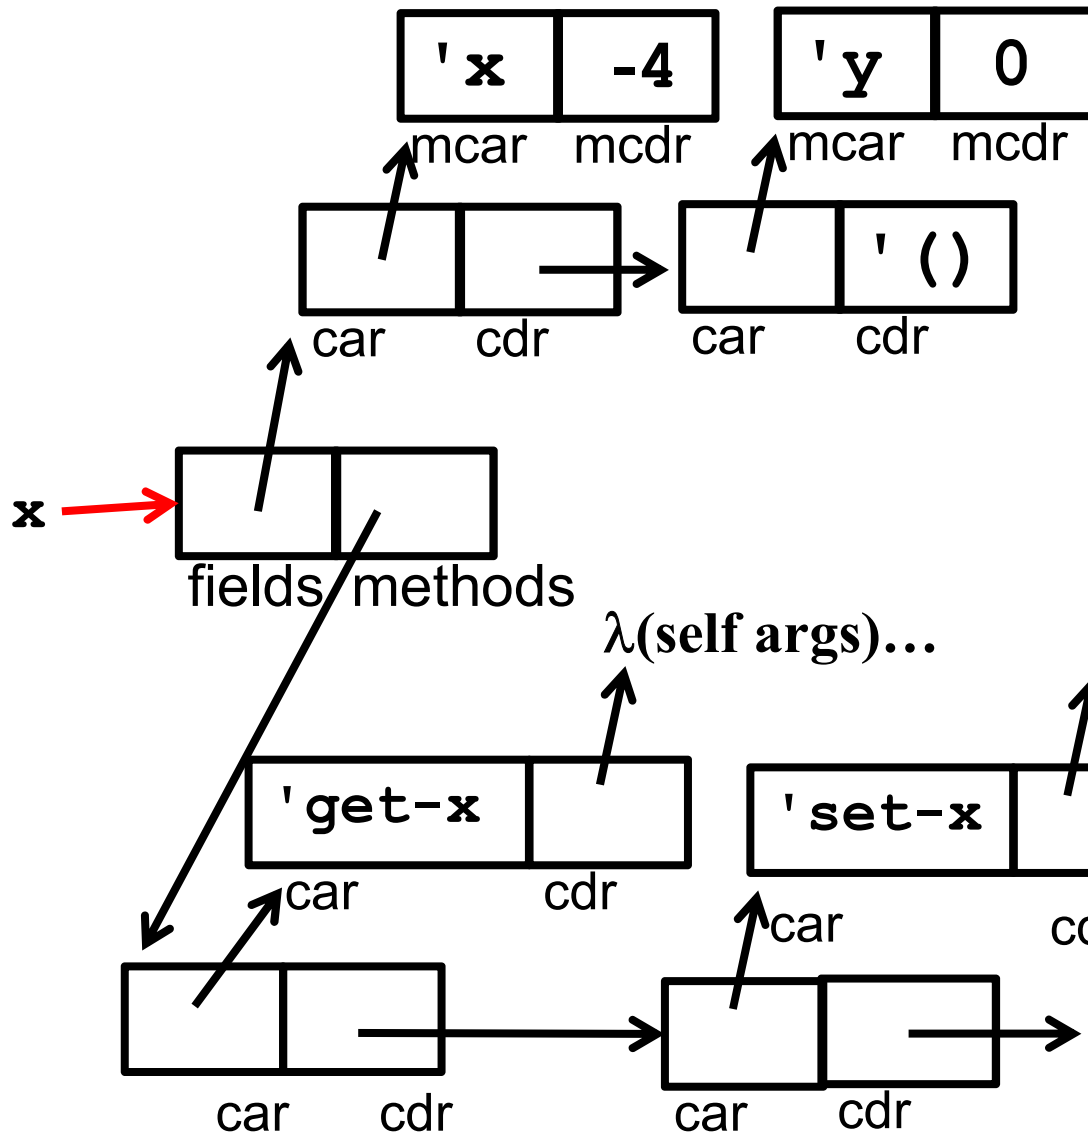 'x -4 'y 0
mcar mcdr mcar mcdr
'()
car cdr car cdr
x
fields methods
λ(self args)…
'get-x 'set-x
car cdr
car
car cdr car cdr